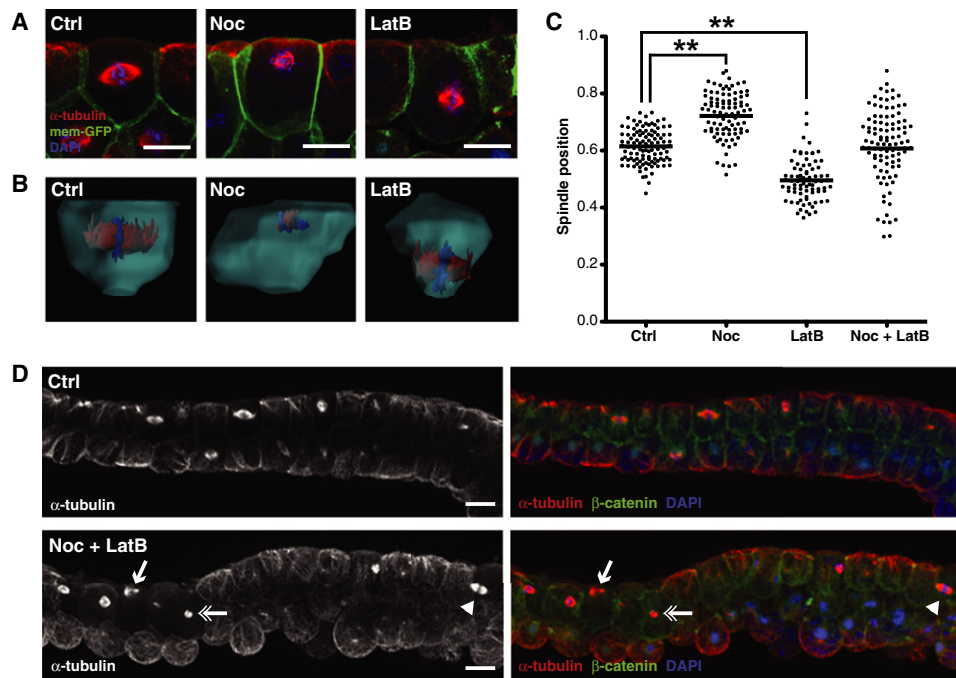 A
Ctrl
Noc
LatB
α-tubulin
mem-GFP
DAPI
B
Ctrl
Noc
LatB
C
**
**
Spindle position
1.0
0.8
0.6
0.4
0.2
0.0
Ctrl
Noc
LatB
Noc + LatB
D
Ctrl
α-tubulin
α-tubulin β-catenin DAPI
Noc + LatB
α-tubulin
α-tubulin β-catenin DAPI